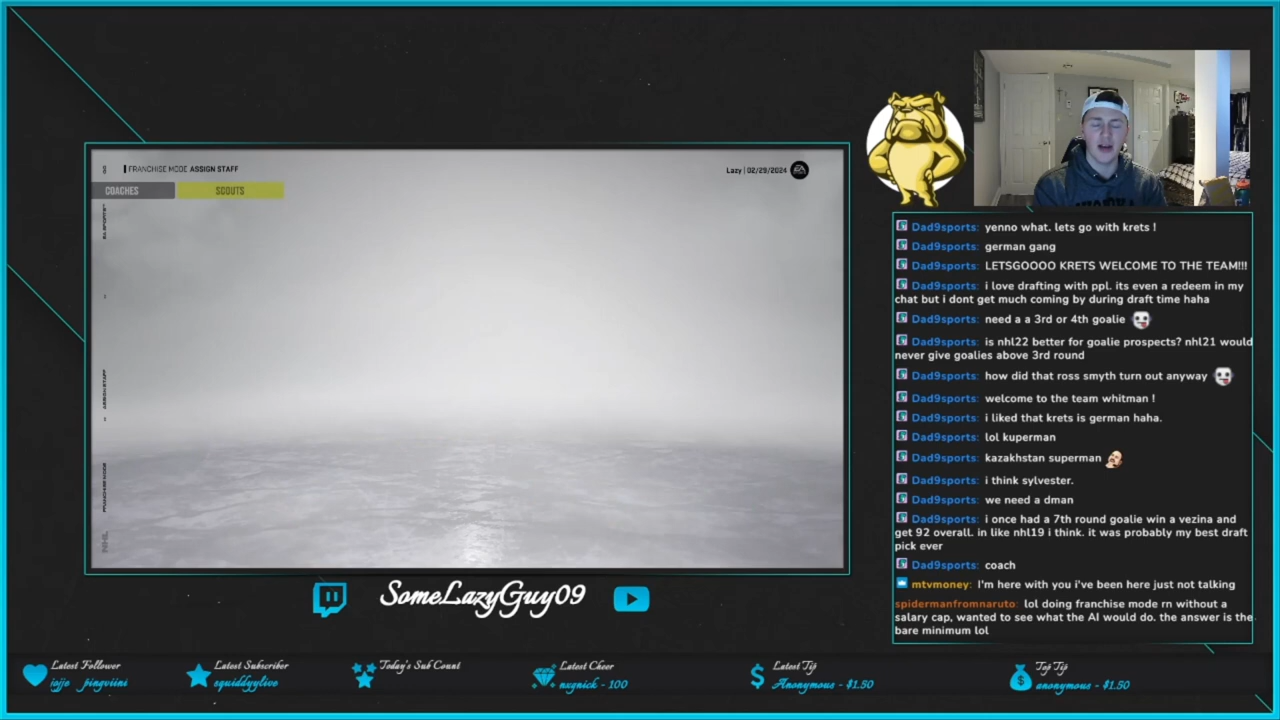 FRANCHISE MODE ASSIGN STAFF
Lazy | 02/29/2024
COACHES
SCOUTS
EA SPORTS
ASSIGN STAFF
FRANCHISE MODE
NHL
Dad9sports: yenno what. lets go with krets !
Dad9sports: german gang
Dad9sports: LETSGOOOO KRETS WELCOME TO THE TEAM!!!
Dad9sports: i love drafting with ppl. its even a redeem in my
chat but i dont get much coming by during draft time haha
Dad9sports: need a a 3rd or 4th goalie
Dad9sports: is nhl22 better for goalie prospects? nhl21 would
never give goalies above 3rd round
Dad9sports: how did that ross smyth turn out anyway
Dad9sports: welcome to the team whitman !
Dad9sports: i liked that krets is german haha.
Dad9sports: lol kuperman
Dad9sports: kazakhstan superman
Dad9sports: i think sylvester.
Dad9sports: we need a dman
Dad9sports: i once had a 7th round goalie win a vezina and
get 92 overall. in like nhl19 i think. it was probably my best draft
pick ever
Dad9sports: coach
mtvmoney: I'm here with you i've been here just not talking
spidermanfromnaruto: lol doing franchise mode rn without a
salary cap, wanted to see what the AI would do. the answer is the
bare minimum lol
SomeLazyGuy09
Latest Follower
Latest Subscriber
squiddyylive
Today's Sub Count
Latest Cheer
nxgnick - 100
Latest Tip
Anonymous - $1.50
Top Tip
anonymous - $1.50